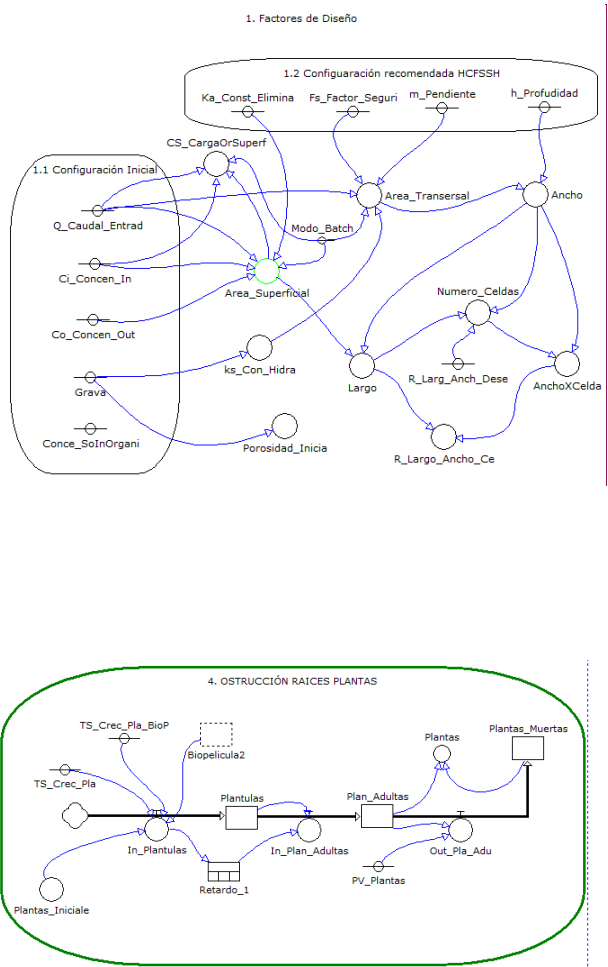 1. Factores de Diseño
1.2 Configuaración recomendada HCFSSH
Ka_Const_Elimina
Fs_Factor_Seguri
m_Pendiente
h_Profudidad
CS_CargaOrSuperf
1.1 Configuración Inicial
Area_Transersal
Ancho
Q_Caudal_Entrad
Modo_Batch
Ci_Concen_In
Area_Superficial
Numero_Celdas
Co_Concen_Out
ks_Con_Hidra
Largo
R_Larg_Anch_Dese
AnchoXCelda
Grava
Conce_SoInOrgani
Porosidad_Inicia
R_Largo_Ancho_Ce
4. OSTRUCCIÓN RAICES PLANTAS
TS_Crec_Pla_BioP
Plantas
Plantas_Muertas
Biopelicula2
TS_Crec_Pla
Plantulas
Plan_Adultas
In_Plantulas
In_Plan_Adultas
Out_Pla_Adu
Retardo_1
PV_Plantas
Plantas_Iniciale